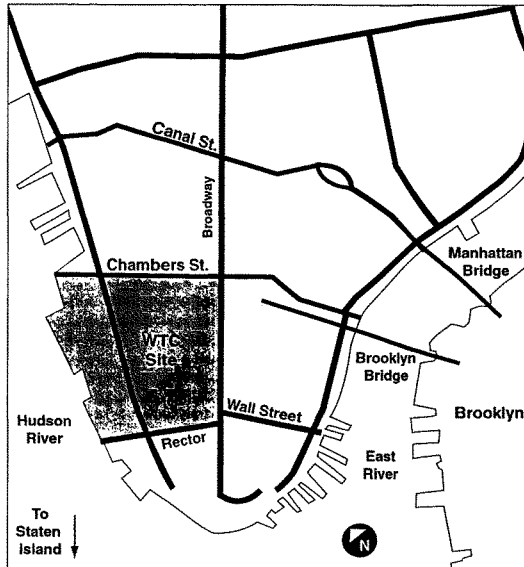 Canal St.
Broadway
Manhattan
Bridge
Chambers St.
WTC
Site
Brooklyn
Bridge
Brooklyn
Wall Street
Hudson
River
Rector
East
River
To
Staten
Island
N